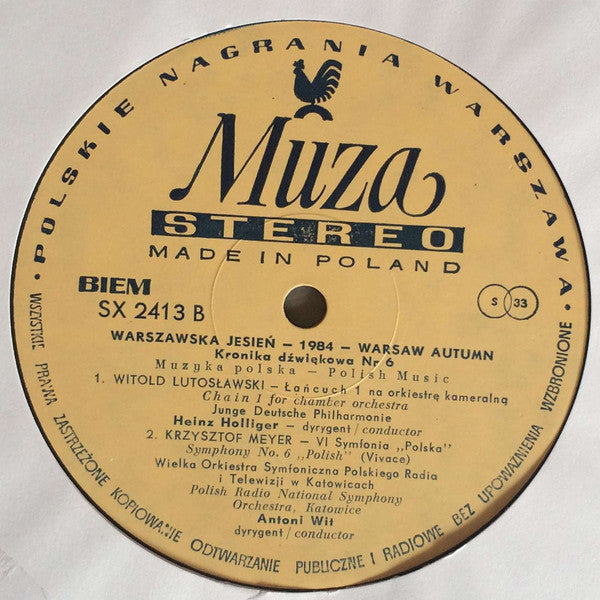 • POLSKIE NAGRANIA WARSZAWA •
Muza
STEREO
MADE IN POLAND
BIEM
SX 2413 B
S 33
WARSZAWSKA JESIEŃ – 1984 – WARSAW AUTUMN
Kronika dźwiękowa Nr 6
Muzyka polska – Polish Music
1. WITOLD LUTOSŁAWSKI – Łańcuch 1 na orkiestrę kameralną
Chain 1 for chamber orchestra
Junge Deutsche Philharmonie
Heinz Holliger – dyrygent / conductor
2. KRZYSZTOF MEYER – VI Symfonia „Polska"
Symphony No. 6 „Polish" (Vivace)
Wielka Orkiestra Symfoniczna Polskiego Radia
i Telewizji w Katowicach
Polish Radio National Symphony
Orchestra, Katowice
Antoni Wit
dyrygent / conductor
WSZYSTKIE PRAWA ZASTRZEŻONE KOPIOWANIE ODTWARZANIE PUBLICZNE I RADIOWE BEZ UPOWAŻNIENIA WZBRONIONE